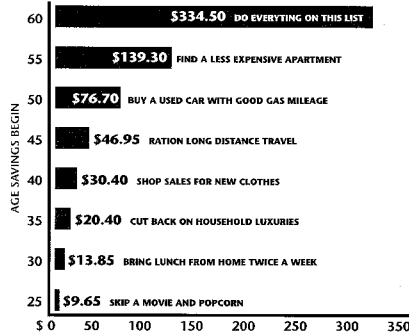 60 $334.50 DO EVERYTING ON THIS LIST
55 $139.30 FIND A LESS EXPENSIVE APARTMENT
50 $76.70 BUY A USED CAR WITH GOOD GAS MILEAGE
45 $46.95 RATION LONG DISTANCE TRAVEL
40 $30.40 SHOP SALES FOR NEW CLOTHES
35 $20.40 CUT BACK ON HOUSEHOLD LUXURIES
30 $13.85 BRING LUNCH FROM HOME TWICE A WEEK
25 $9.65 SKIP A MOVIE AND POPCORN
$ 0 50 100 150 200 250 300 350
AGE SAVINGS BEGIN